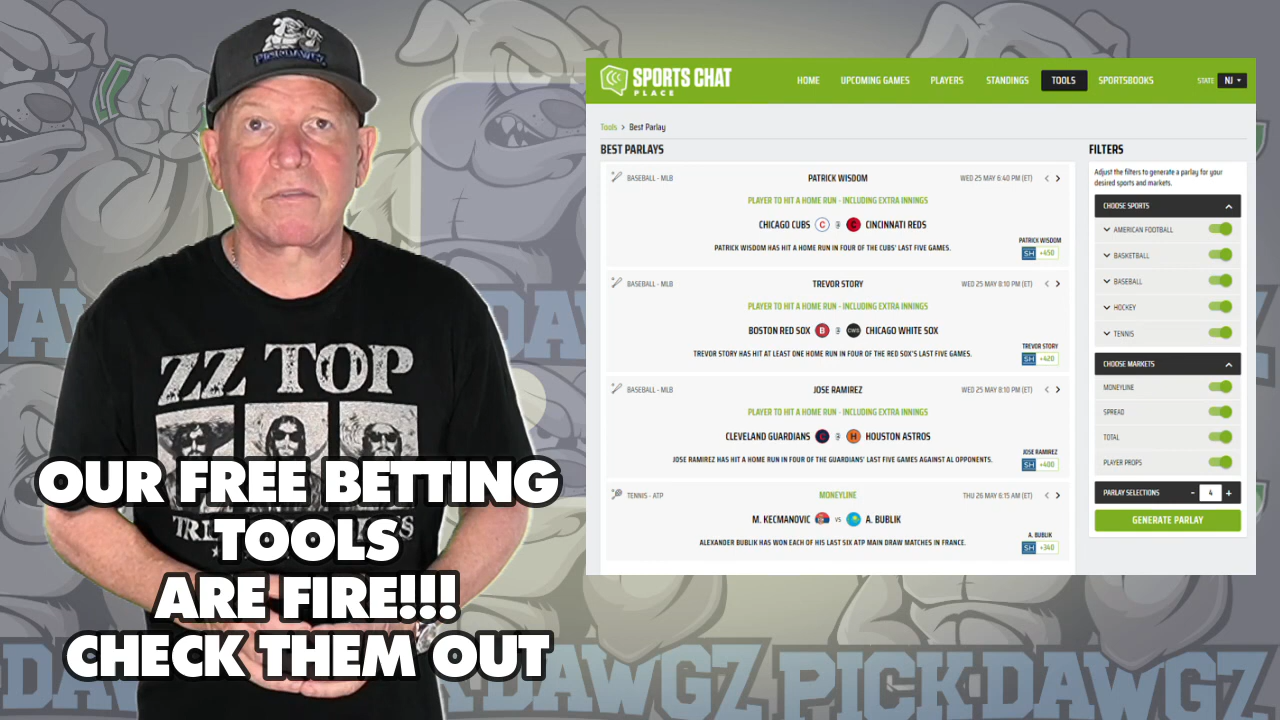 PICKDAWGZ
ZZ TOP
OUR FREE BETTING
TOOLS
ARE FIRE!!!
CHECK THEM OUT
SPORTS CHAT
PLACE
HOME
UPCOMING GAMES
PLAYERS
STANDINGS
TOOLS
SPORTSBOOKS
STATE
NJ
Tools > Best Parlay
BEST PARLAYS
BASEBALL - MLB
PATRICK WISDOM
WED 25 MAY 6:40 PM (ET)
PLAYER TO HIT A HOME RUN - INCLUDING EXTRA INNINGS
CHICAGO CUBS C @ C CINCINNATI REDS
PATRICK WISDOM HAS HIT A HOME RUN IN FOUR OF THE CUBS' LAST FIVE GAMES.
PATRICK WISDOM
SH +450
BASEBALL - MLB
TREVOR STORY
WED 25 MAY 8:10 PM (ET)
PLAYER TO HIT A HOME RUN - INCLUDING EXTRA INNINGS
BOSTON RED SOX B @ CWS CHICAGO WHITE SOX
TREVOR STORY HAS HIT AT LEAST ONE HOME RUN IN FOUR OF THE RED SOX'S LAST FIVE GAMES.
TREVOR STORY
SH +420
BASEBALL - MLB
JOSE RAMIREZ
WED 25 MAY 8:10 PM (ET)
PLAYER TO HIT A HOME RUN - INCLUDING EXTRA INNINGS
CLEVELAND GUARDIANS C @ H HOUSTON ASTROS
JOSE RAMIREZ HAS HIT A HOME RUN IN FOUR OF THE GUARDIANS' LAST FIVE GAMES AGAINST AL OPPONENTS.
JOSE RAMIREZ
SH +400
TENNIS - ATP
MONEYLINE
THU 26 MAY 6:15 AM (ET)
M. KECMANOVIC VS A. BUBLIK
ALEXANDER BUBLIK HAS WON EACH OF HIS LAST SIX ATP MAIN DRAW MATCHES IN FRANCE.
A. BUBLIK
SH +340
FILTERS
Adjust the filters to generate a parlay for your
desired sports and markets.
CHOOSE SPORTS
AMERICAN FOOTBALL
BASKETBALL
BASEBALL
HOCKEY
TENNIS
CHOOSE MARKETS
MONEYLINE
SPREAD
TOTAL
PLAYER PROPS
PARLAY SELECTIONS - 4 +
GENERATE PARLAY
PICKDAWGZ
PICKDAWGZ